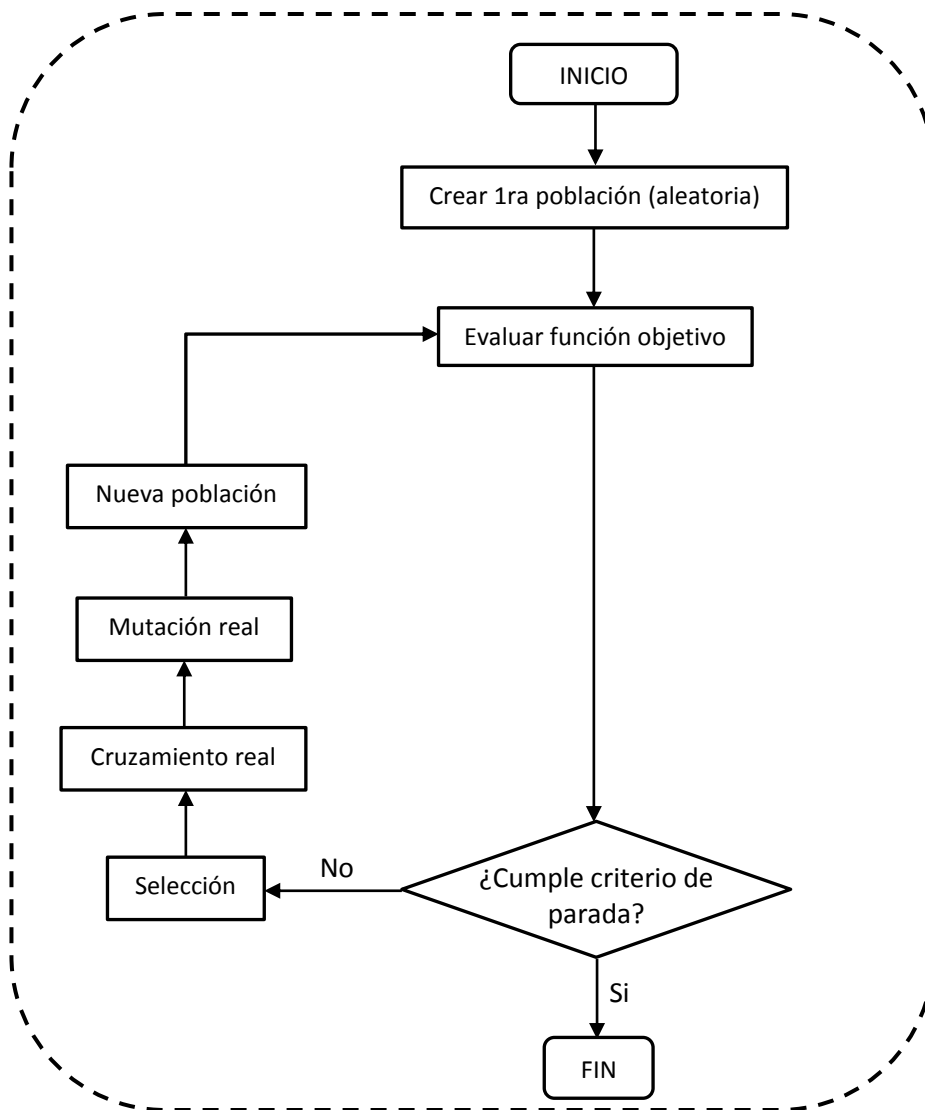 INICIO
Crear 1ra población (aleatoria)
Evaluar función objetivo
Nueva población
Mutación real
Cruzamiento real
Selección
No
¿Cumple criterio de
parada?
Si
FIN